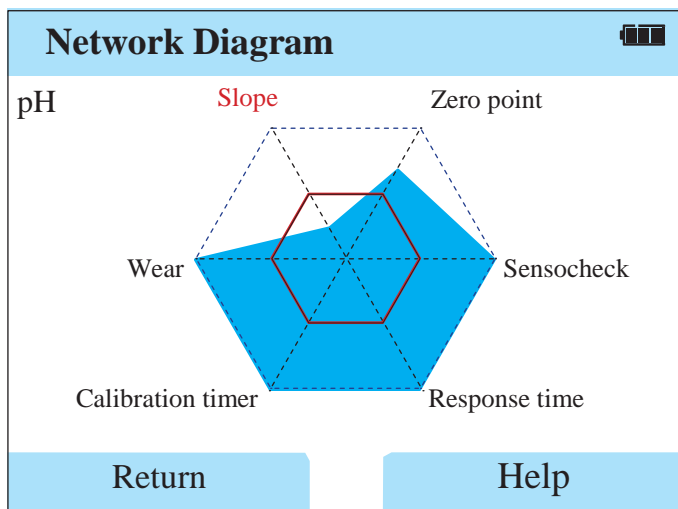 Network Diagram
pH
Slope
Zero point
Wear
Sensocheck
Calibration timer
Response time
Return
Help